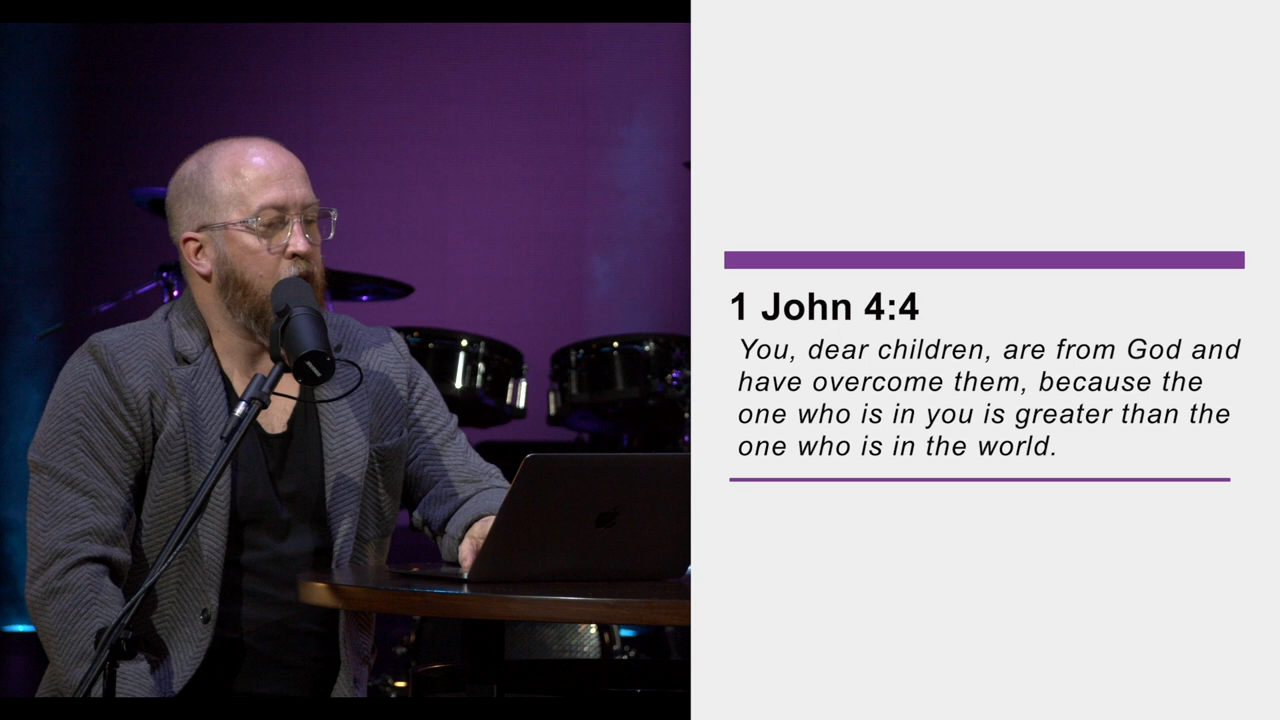 1 John 4:4
You, dear children, are from God and
have overcome them, because the
one who is in you is greater than the
one who is in the world.